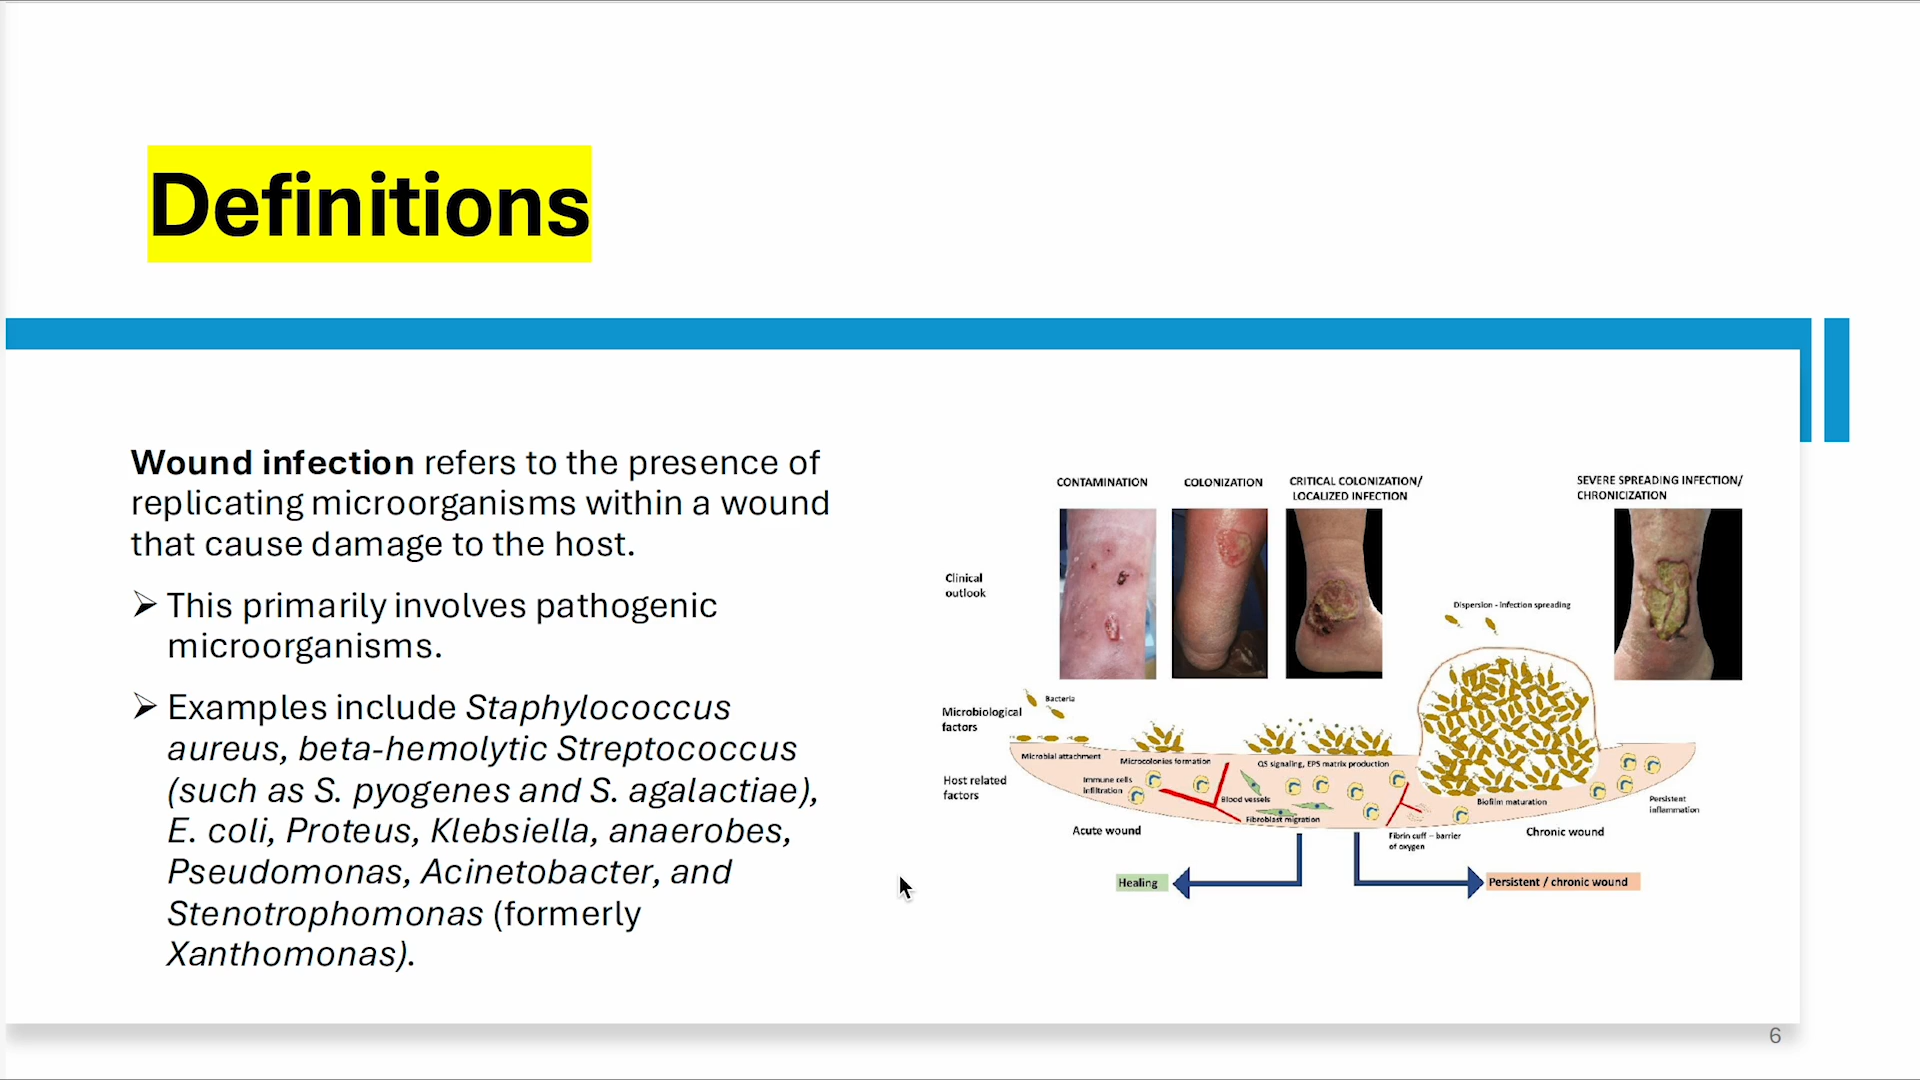 Definitions
Wound infection refers to the presence of
replicating microorganisms within a wound
that cause damage to the host.
➢ This primarily involves pathogenic
microorganisms.
➢ Examples include Staphylococcus
aureus, beta-hemolytic Streptococcus
(such as S. pyogenes and S. agalactiae),
E. coli, Proteus, Klebsiella, anaerobes,
Pseudomonas, Acinetobacter, and
Stenotrophomonas (formerly
Xanthomonas).
CONTAMINATION
COLONIZATION
CRITICAL COLONIZATION/
LOCALIZED INFECTION
SEVERE SPREADING INFECTION/
CHRONICIZATION
Clinical
outlook
Dispersion - infection spreading
Bacteria
Microbiological
factors
Microbial attachment
Microcolonies formation
QS signaling, EPS matrix production
Host related
factors
Immune cells
infiltration
Blood vessels
Fibroblast migration
Biofilm maturation
Persistent
inflammation
Acute wound
Fibrin cuff – barrier
of oxygen
Chronic wound
Healing
Persistent / chronic wound
6